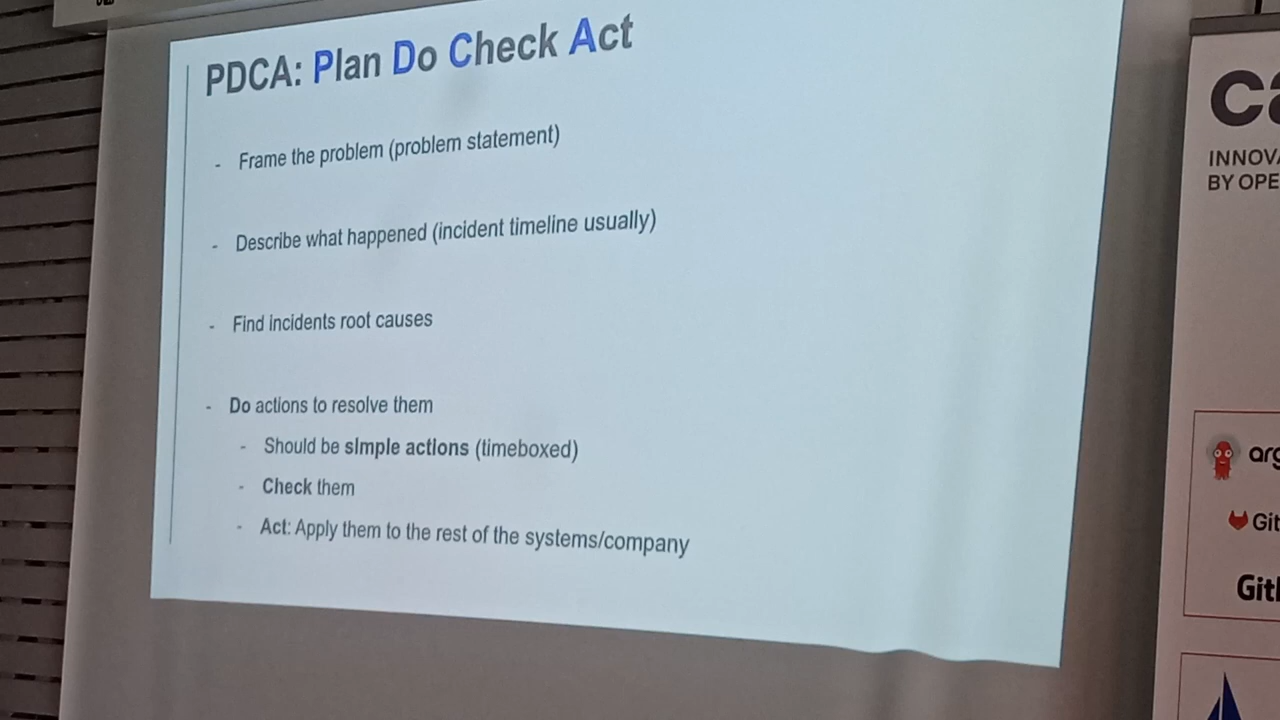 PDCA: Plan Do Check Act
- Frame the problem (problem statement)
- Describe what happened (incident timeline usually)
- Find incidents root causes
- Do actions to resolve them
- Should be simple actions (timeboxed)
- Check them
- Act: Apply them to the rest of the systems/company
INNOVA
BY OPE
arg
Git
Git